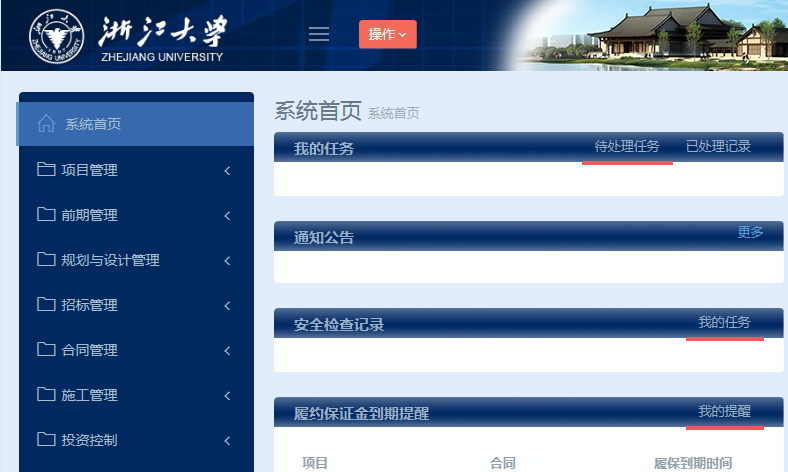 浙江大学
ZHEJIANG UNIVERSITY
操作
系统首页
项目管理
前期管理
规划与设计管理
招标管理
合同管理
施工管理
投资控制
系统首页 系统首页
我的任务 待处理任务 已处理记录
通知公告 更多
安全检查记录 我的任务
履约保证金到期提醒 我的提醒
项目 合同 履保到期时间